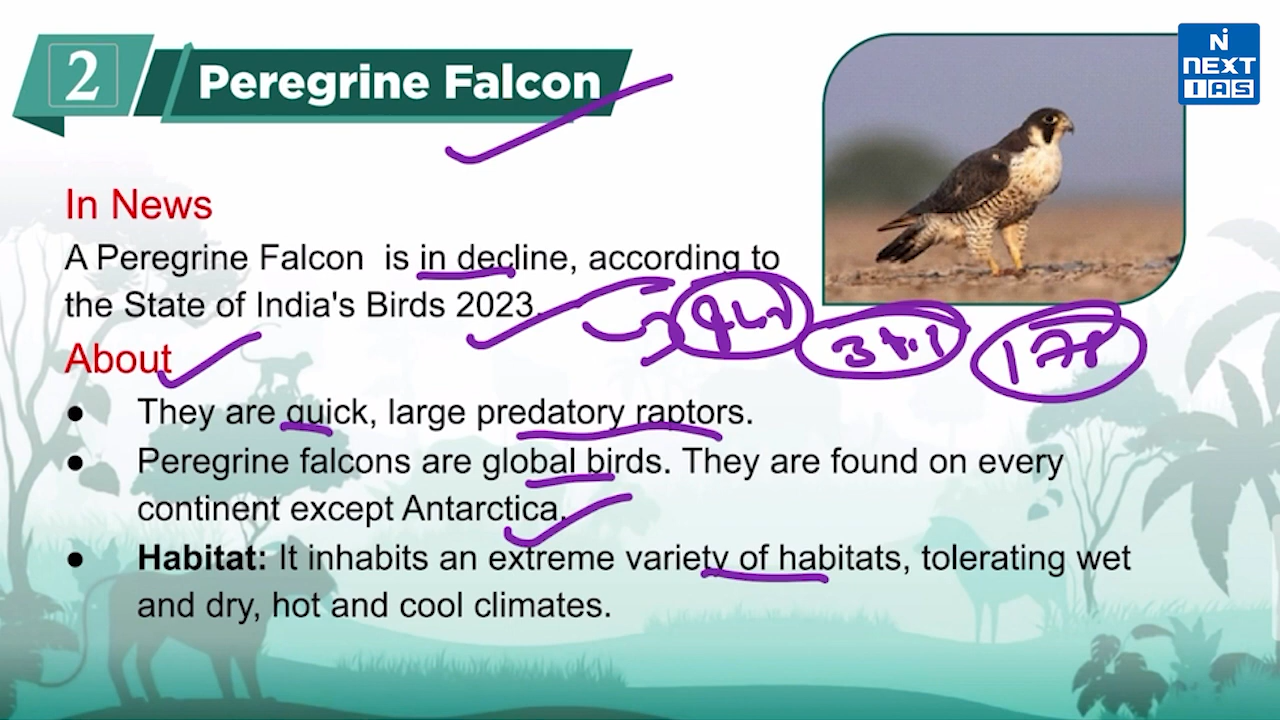 2
Peregrine Falcon
NEXT
IAS
In News
A Peregrine Falcon is in decline, according to
the State of India's Birds 2023.
942
178
About
● They are quick, large predatory raptors.
● Peregrine falcons are global birds. They are found on every
continent except Antarctica.
● Habitat: It inhabits an extreme variety of habitats, tolerating wet
and dry, hot and cool climates.